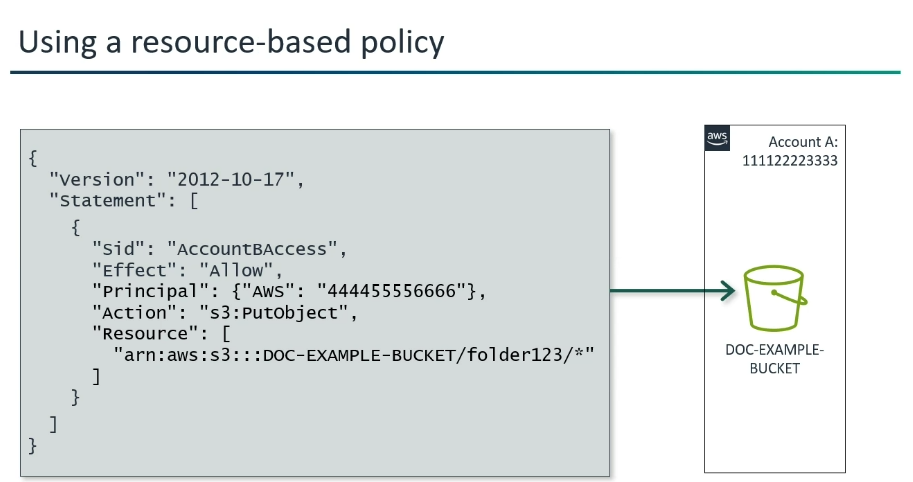 Using a resource-based policy
{
"Version": "2012-10-17",
"Statement": [
{
"Sid": "AccountBAccess",
"Effect": "Allow",
"Principal": {"AWS": "444455556666"},
"Action": "s3:PutObject",
"Resource": [
"arn:aws:s3:::DOC-EXAMPLE-BUCKET/folder123/*"
]
}
]
}
aws
Account A:
111122223333
DOC-EXAMPLE-
BUCKET